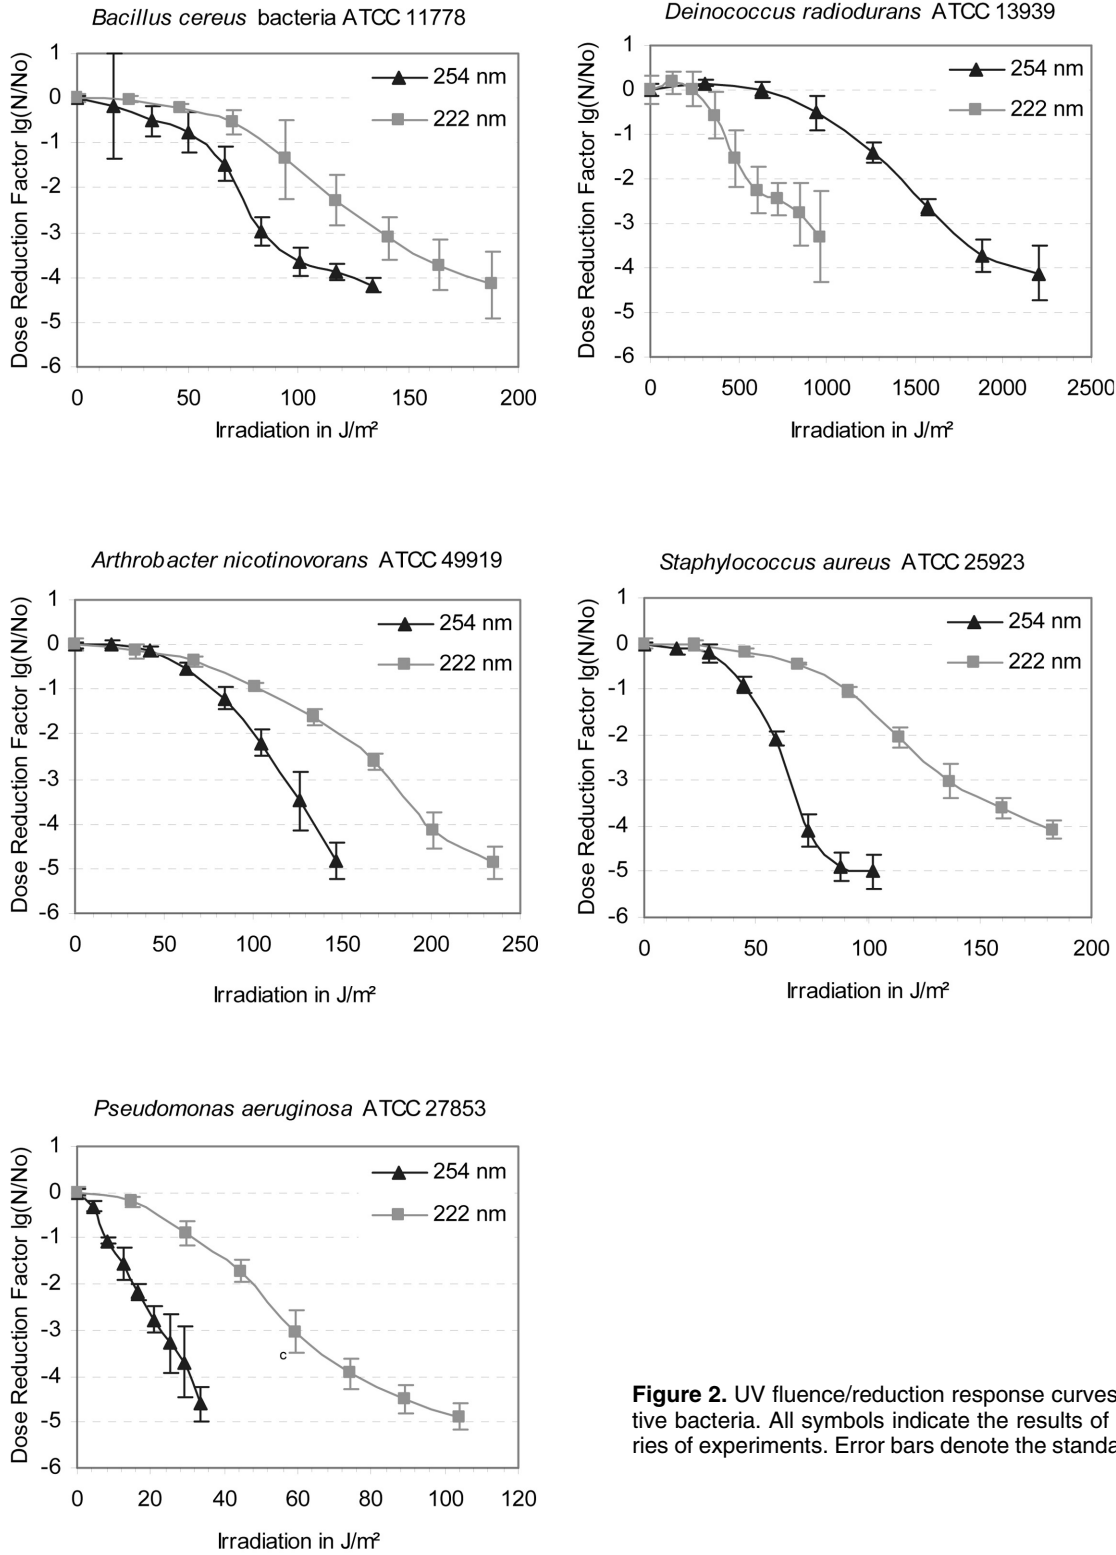 Bacillus cereus bacteria ATCC 11778
Dose Reduction Factor lg(N/No)
1
0
-1
-2
-3
-4
-5
-6
254 nm
222 nm
0 50 100 150 200
Irradiation in J/m²
Deinococcus radiodurans ATCC 13939
Dose Reduction Factor lg(N/No)
1
0
-1
-2
-3
-4
-5
-6
254 nm
222 nm
0 500 1000 1500 2000 2500
Irradiation in J/m²
Arthrobacter nicotinovorans ATCC 49919
Dose Reduction Factor lg(N/No)
1
0
-1
-2
-3
-4
-5
-6
254 nm
222 nm
0 50 100 150 200 250
Irradiation in J/m²
Staphylococcus aureus ATCC 25923
Dose Reduction Factor lg(N/No)
1
0
-1
-2
-3
-4
-5
-6
254 nm
222 nm
0 50 100 150 200
Irradiation in J/m²
Pseudomonas aeruginosa ATCC 27853
Dose Reduction Factor lg(N/No)
1
0
-1
-2
-3
-4
-5
-6
254 nm
222 nm
c
0 20 40 60 80 100 120
Irradiation in J/m²
Figure 2. UV fluence/reduction response curves
tive bacteria. All symbols indicate the results of
ries of experiments. Error bars denote the standa